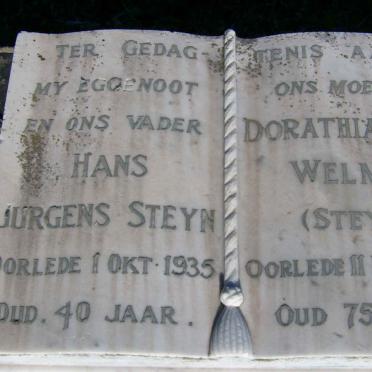 TER GEDAG-
MY EGGENOOT
EN ONS VADER
HANS
JURGENS STEYN
OORLEDE 1 OKT. 1935
OUD. 40 JAAR.
TENIS A
ONS MOE
DORATHIA
WELM
(STEY
OORLEDE 11
OUD 75